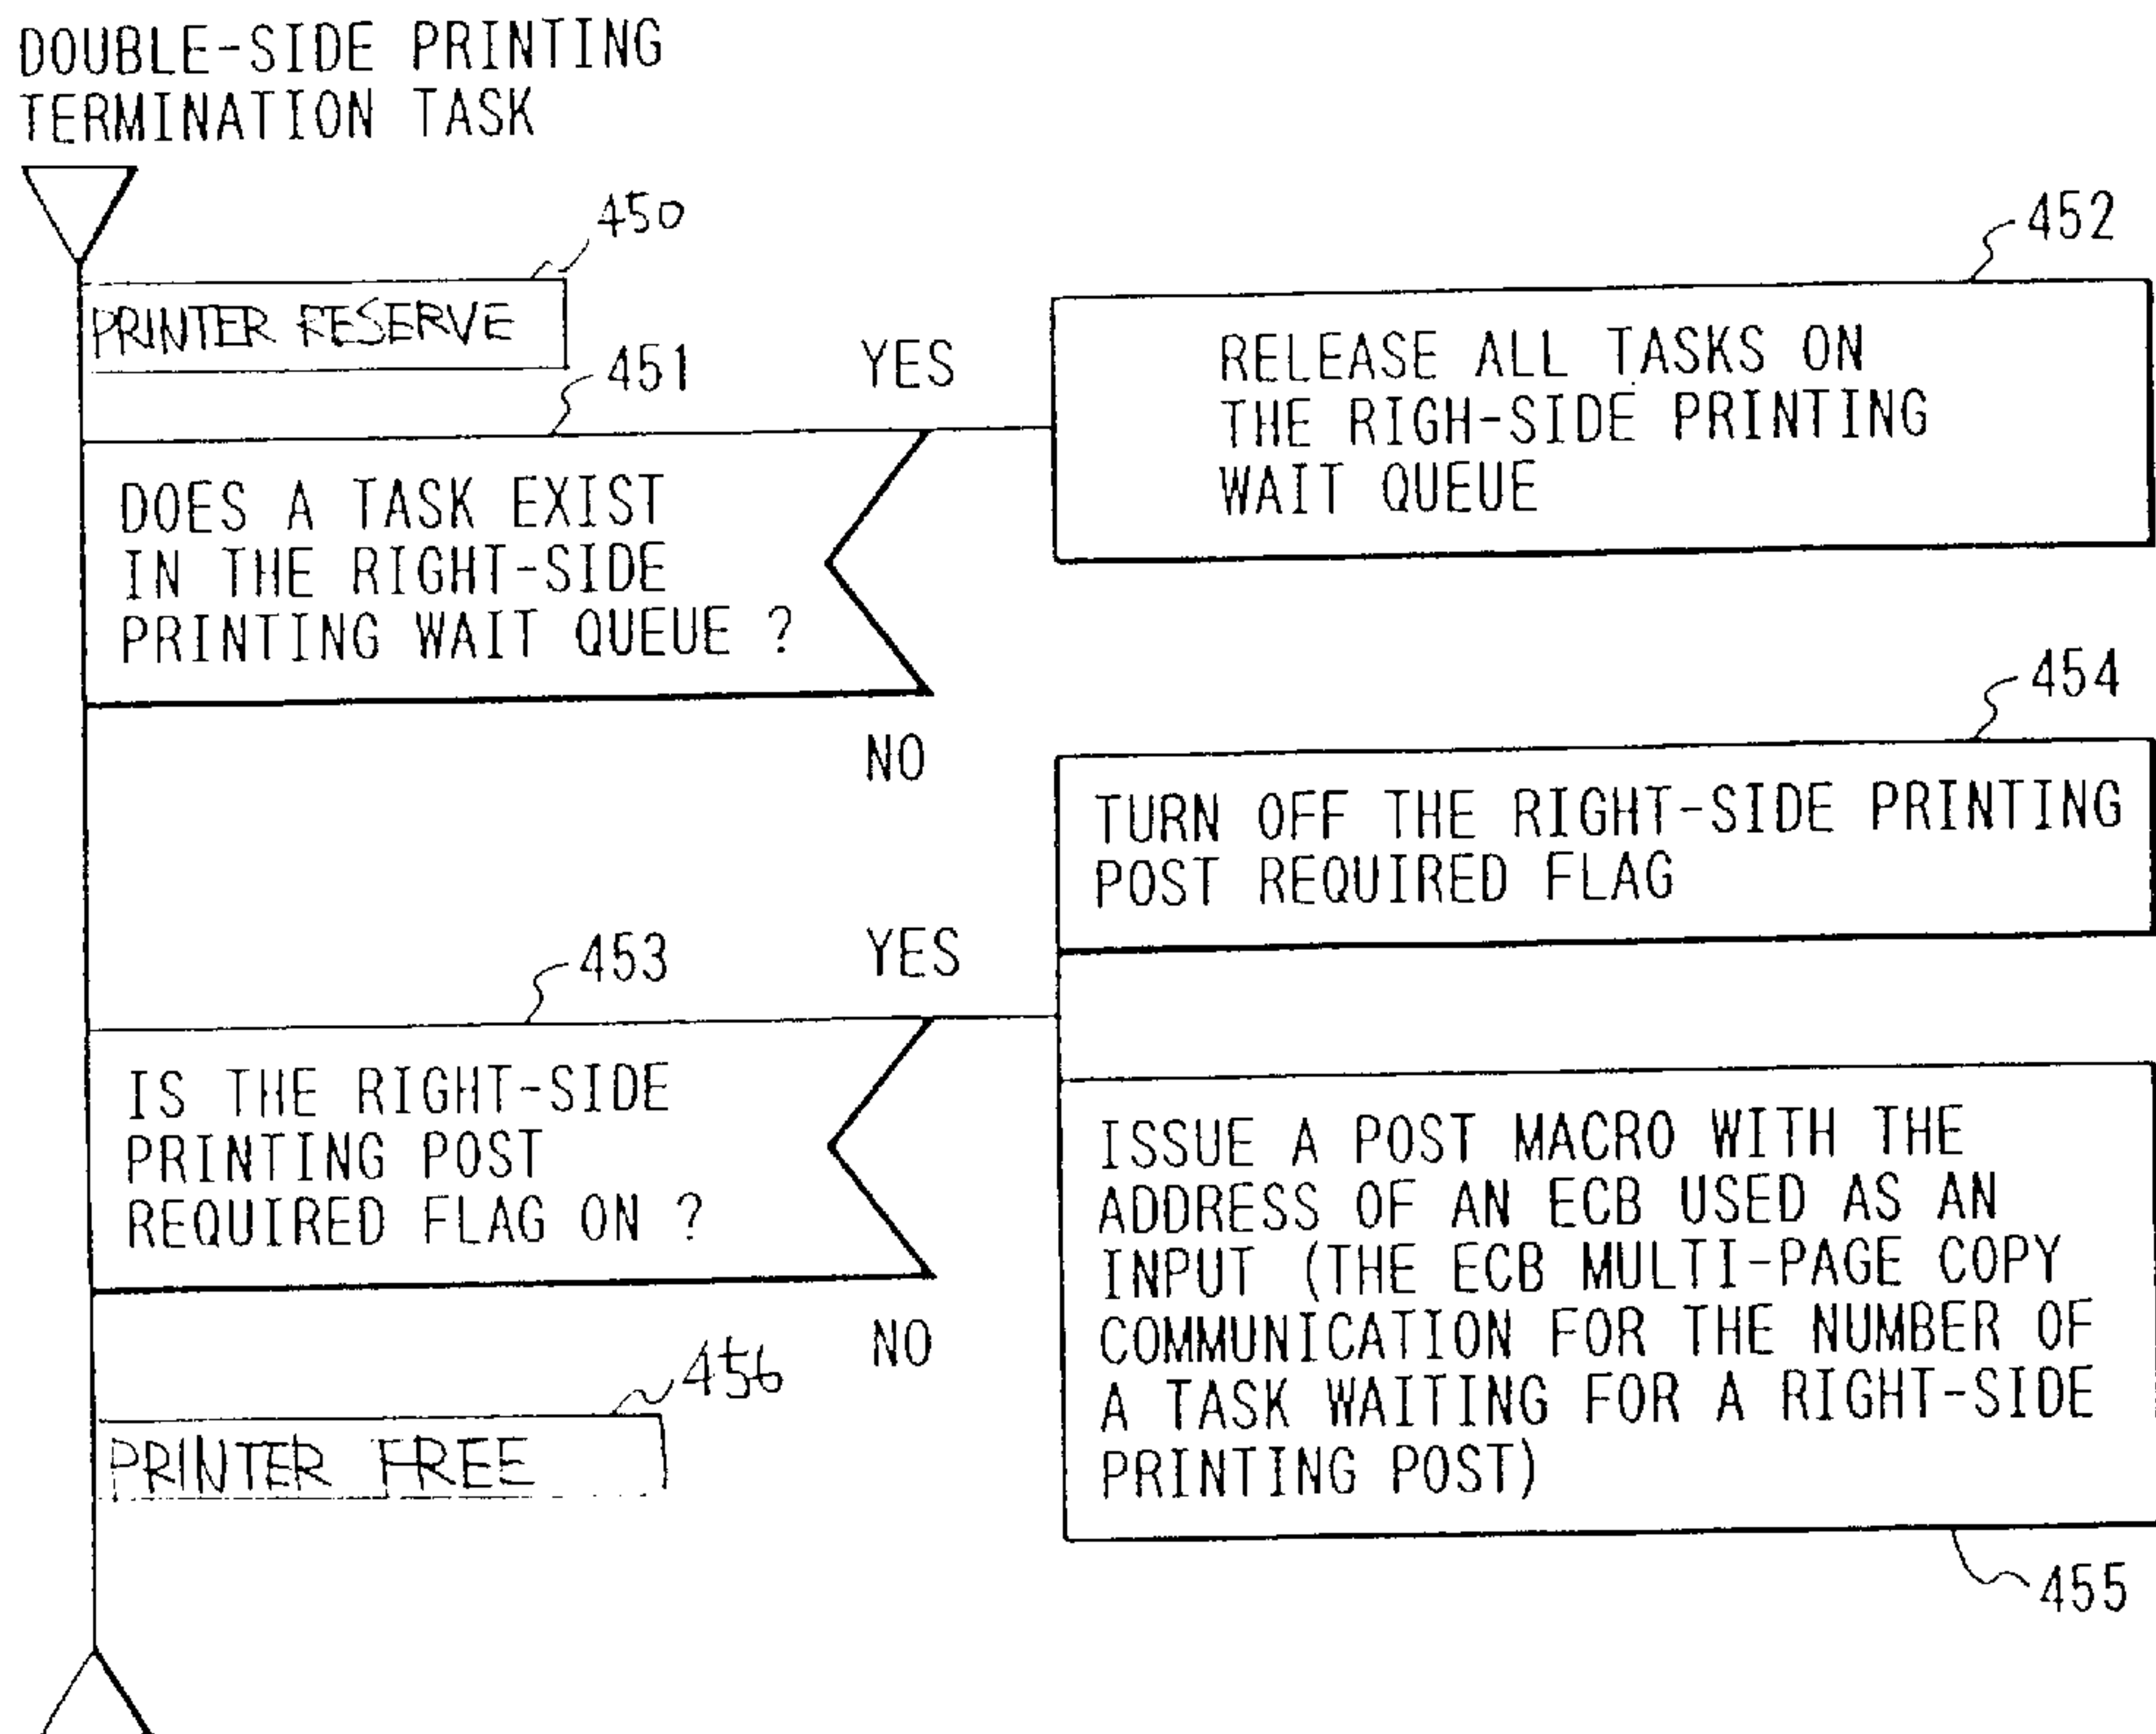 DOUBLE-SIDE PRINTING
TERMINATION TASK
450
PRINTER RESERVE
451
YES
452
RELEASE ALL TASKS ON
THE RIGH-SIDE PRINTING
WAIT QUEUE
DOES A TASK EXIST
IN THE RIGHT-SIDE
PRINTING WAIT QUEUE ?
NO
454
TURN OFF THE RIGHT-SIDE PRINTING
POST REQUIRED FLAG
453
YES
IS THE RIGHT-SIDE
PRINTING POST
REQUIRED FLAG ON ?
NO
ISSUE A POST MACRO WITH THE
ADDRESS OF AN ECB USED AS AN
INPUT (THE ECB MULTI-PAGE COPY
COMMUNICATION FOR THE NUMBER OF
A TASK WAITING FOR A RIGHT-SIDE
PRINTING POST)
455
456
PRINTER FREE